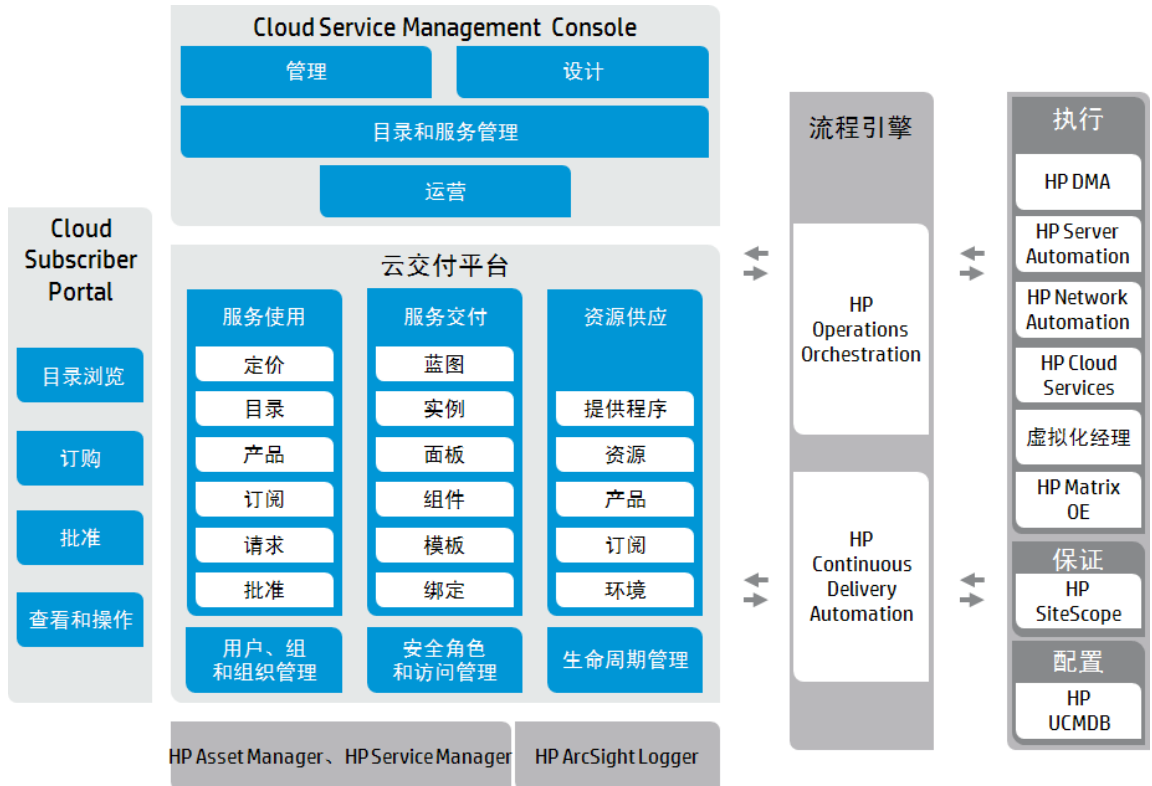 Cloud Service Management Console
管理
设计
目录和服务管理
运营
Cloud
Subscriber
Portal
目录浏览
订购
批准
查看和操作
云交付平台
服务使用
定价
目录
产品
订阅
请求
批准
服务交付
蓝图
实例
面板
组件
模板
绑定
资源供应
提供程序
资源
产品
订阅
环境
用户、组
和组织管理
安全角色
和访问管理
生命周期管理
HP Asset Manager、HP Service Manager
HP ArcSight Logger
流程引擎
HP
Operations
Orchestration
HP
Continuous
Delivery
Automation
执行
HP DMA
HP Server
Automation
HP Network
Automation
HP Cloud
Services
虚拟化经理
HP Matrix
OE
保证
HP
SiteScope
配置
HP
UCMDB